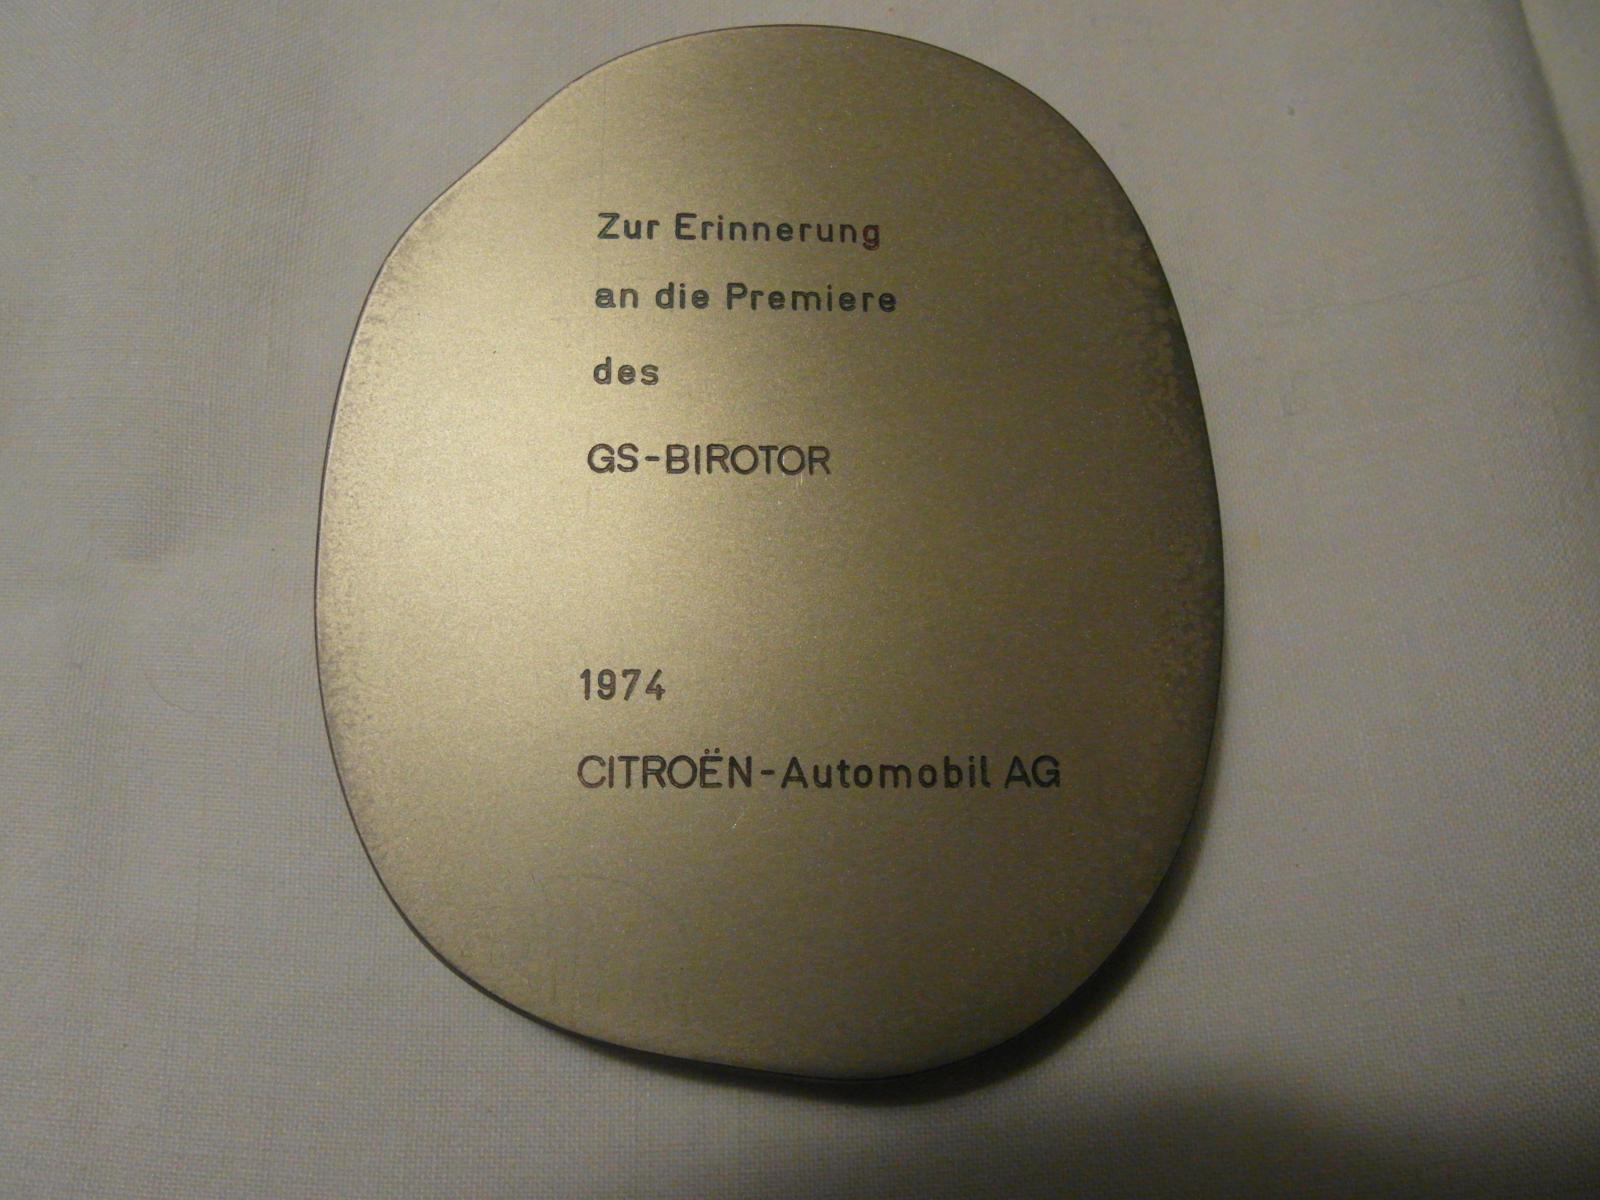 Zur Erinnerung
an die Premiere
des
GS-BIROTOR
1974
CITROËN-Automobil AG